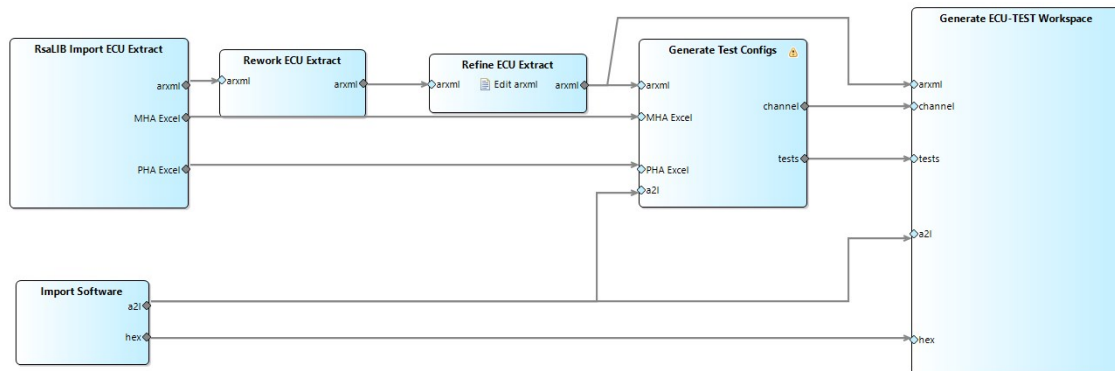 RsaLIB Import ECU Extract
arxml
MHA Excel
PHA Excel
Rework ECU Extract
arxml
arxml
Refine ECU Extract
arxml
Edit arxml
arxml
Generate Test Configs
arxml
MHA Excel
PHA Excel
a2l
channel
tests
Generate ECU-TEST Workspace
arxml
channel
tests
a2l
hex
Import Software
a2l
hex